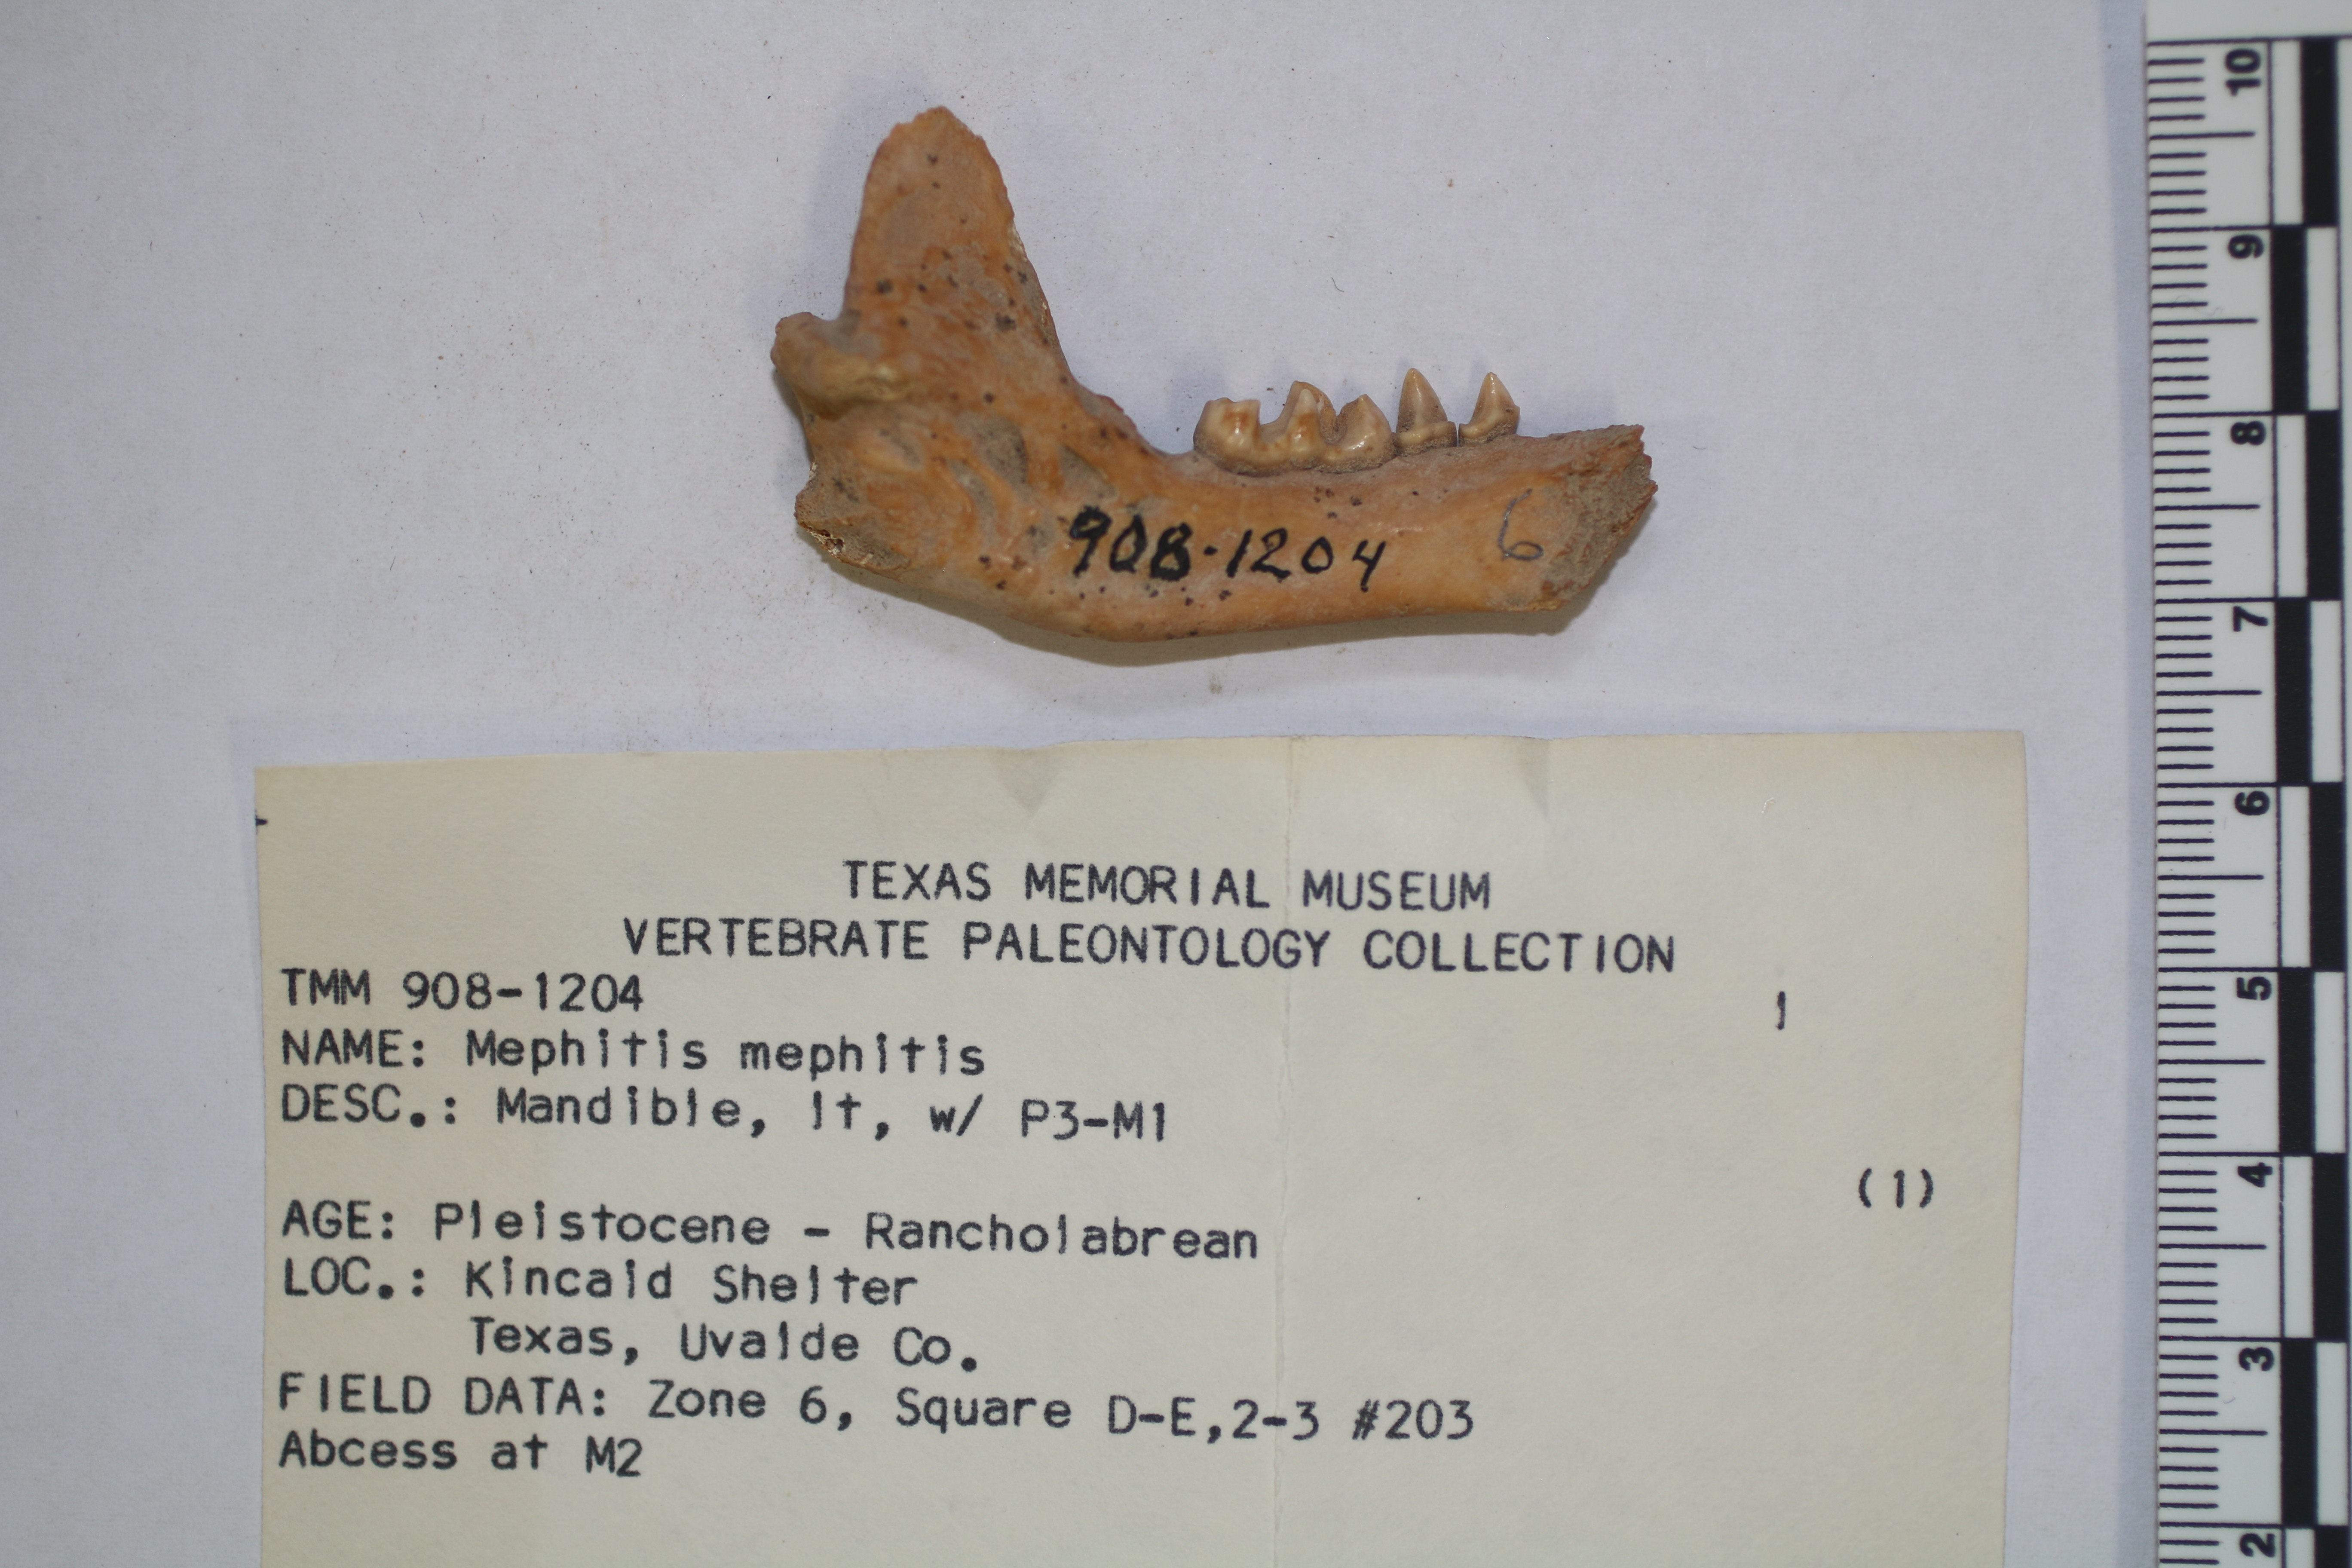 908-1204
6
TEXAS MEMORIAL MUSEUM
VERTEBRATE PALEONTOLOGY COLLECTION
TMM 908-1204
1
NAME: Mephitis mephitis
DESC.: Mandible, lt, w/ P3-M1
(1)
AGE: Pleistocene - Rancholabrean
LOC.: Kincaid Shelter
Texas, Uvalde Co.
FIELD DATA: Zone 6, Square D-E,2-3 #203
Abcess at M2
10
9
8
7
6
5
4
3
2